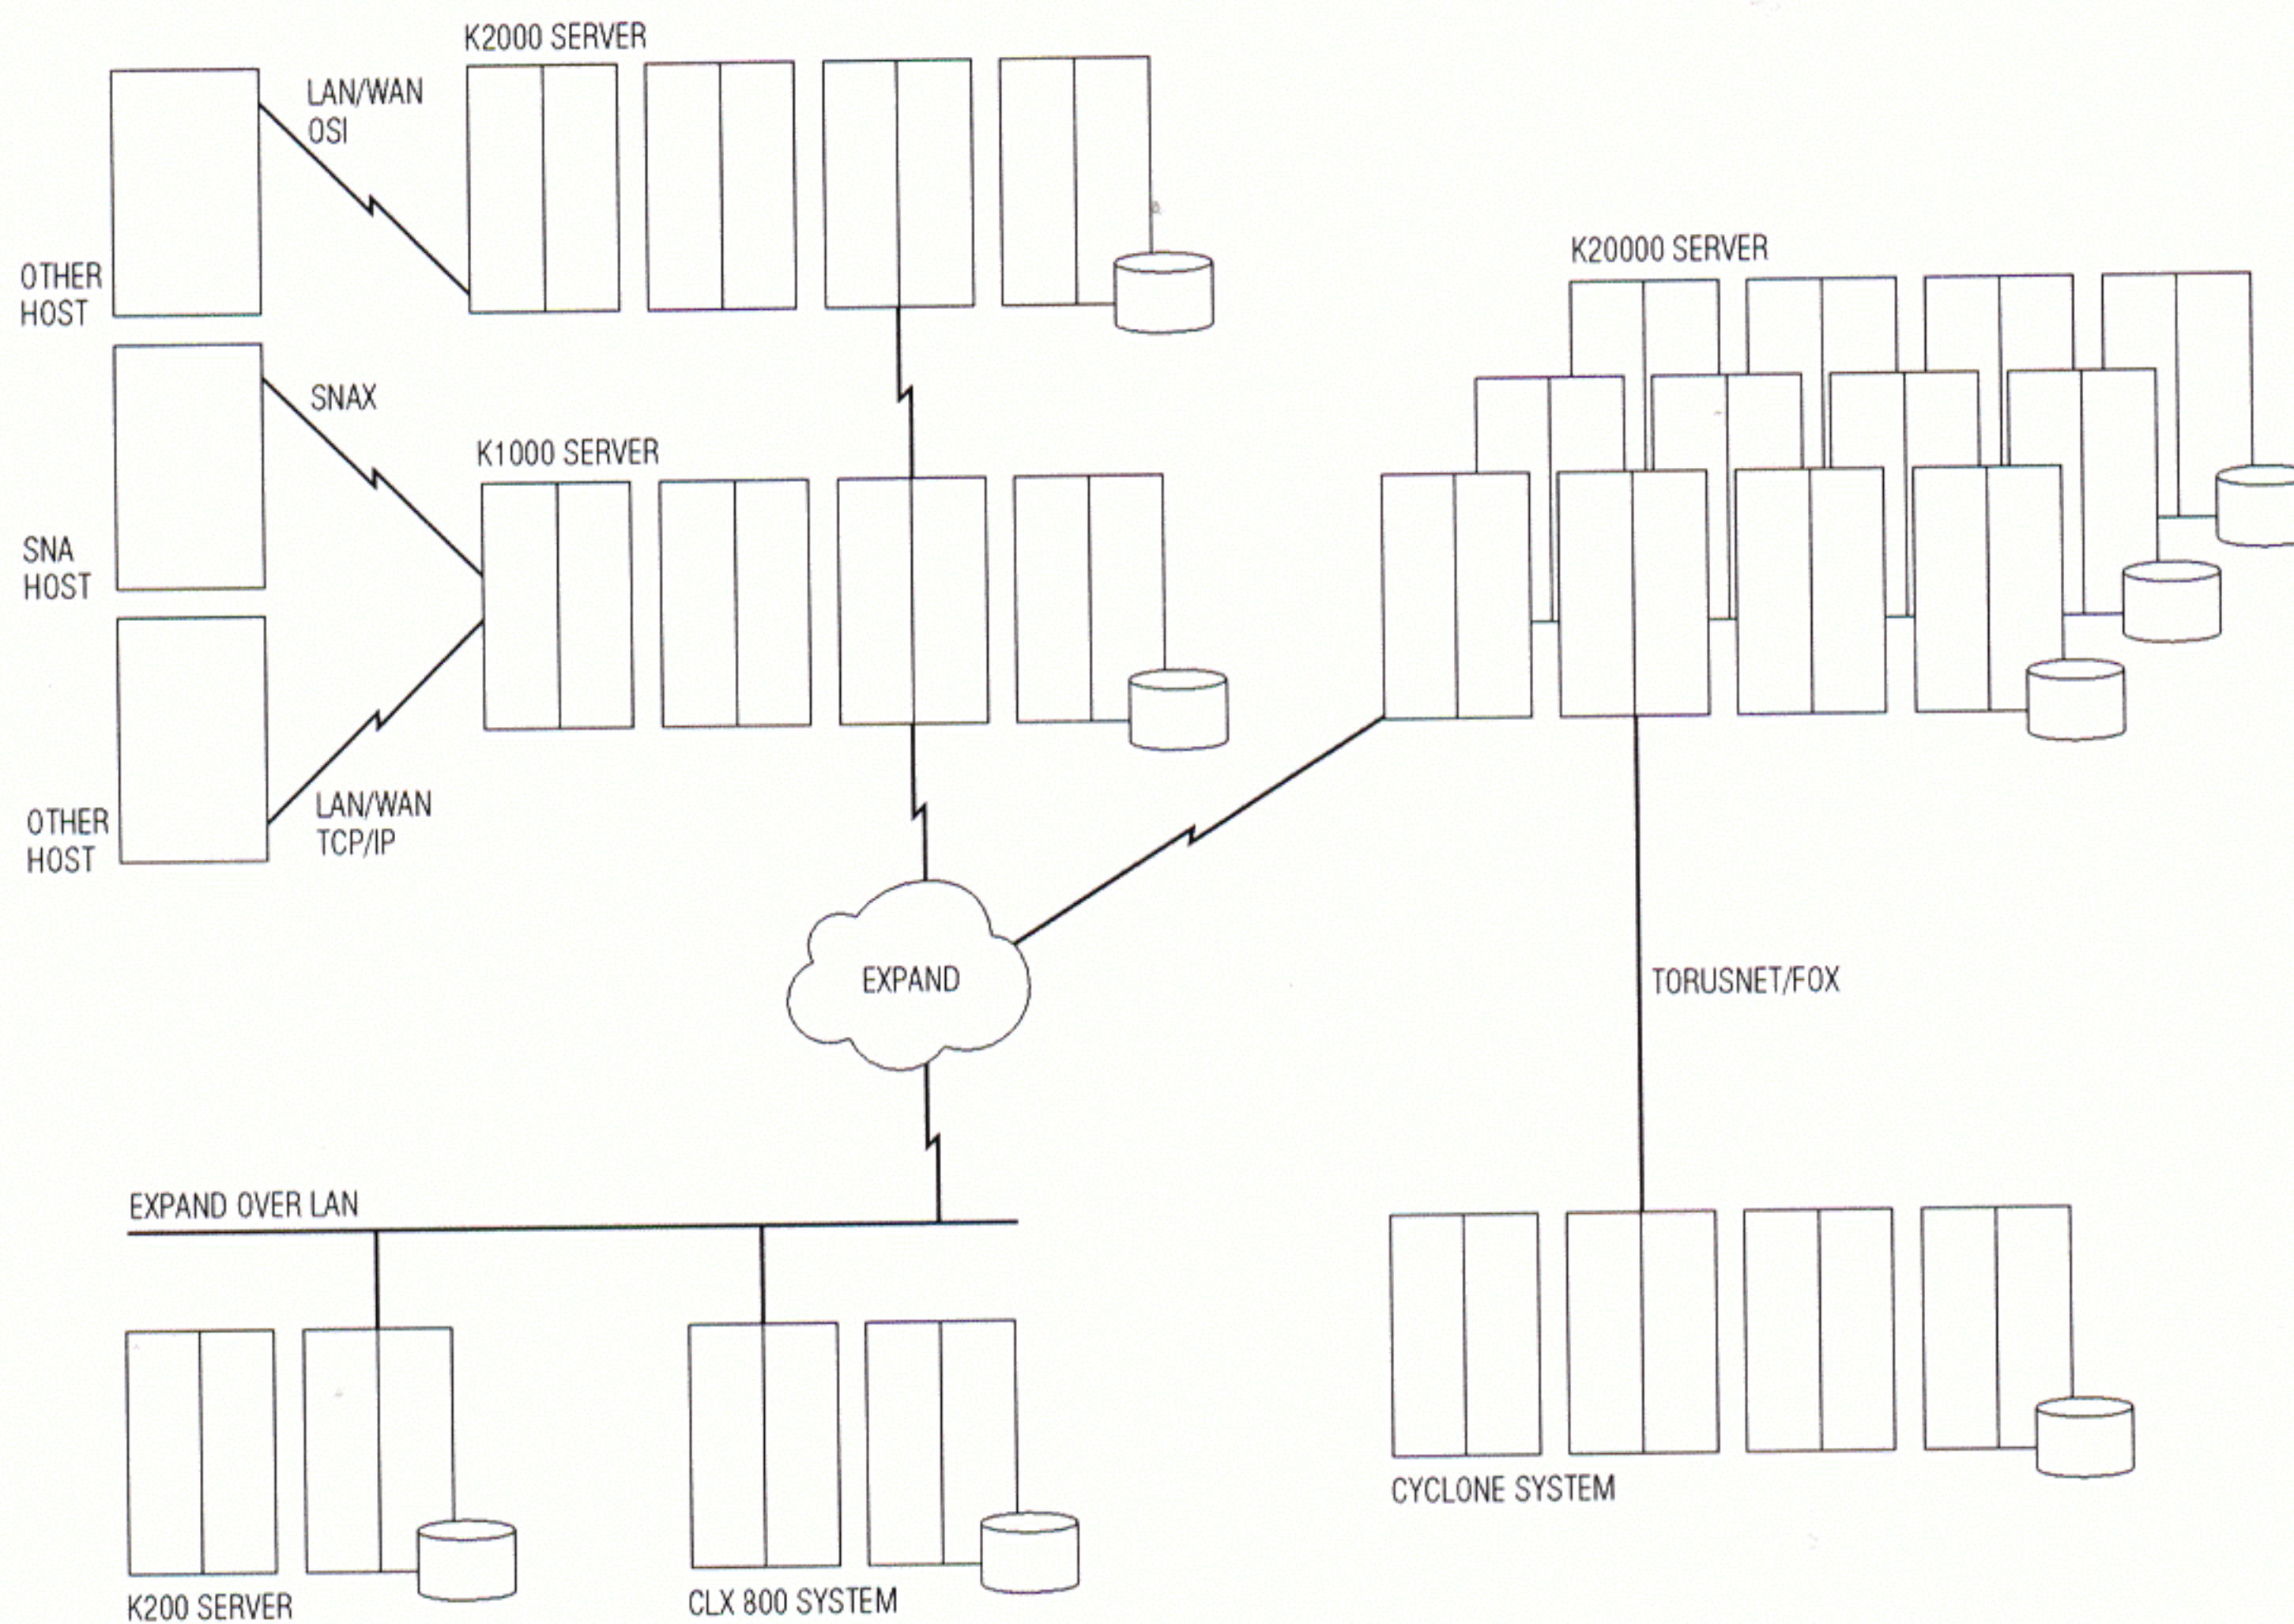 K2000 SERVER
LAN/WAN
OSI
OTHER
HOST
K20000 SERVER
SNAX
K1000 SERVER
SNA
HOST
LAN/WAN
TCP/IP
OTHER
HOST
EXPAND
TORUSNET/FOX
EXPAND OVER LAN
CYCLONE SYSTEM
K200 SERVER
CLX 800 SYSTEM